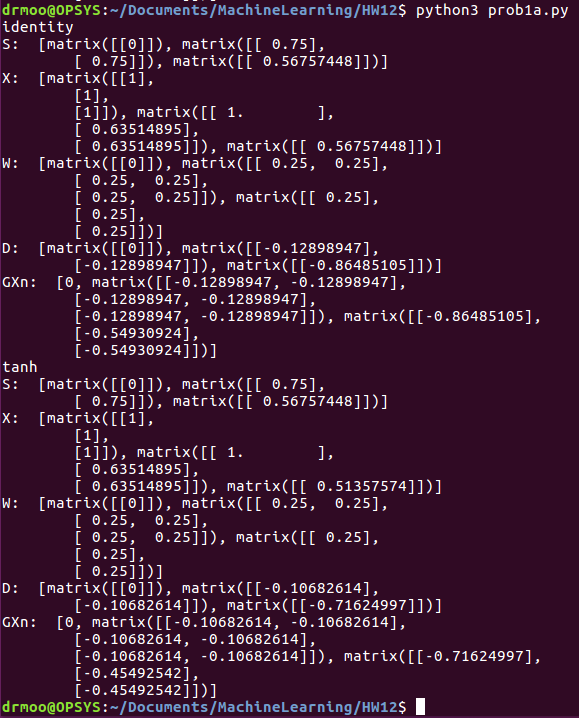 drmoo@OPSYS:~/Documents/MachineLearning/HW12$ python3 prob1a.py
identity
S:  [matrix([[0]]), matrix([[ 0.75],
        [ 0.75]]), matrix([[ 0.56757448]])]
X:  [matrix([[1],
        [1],
        [1]]), matrix([[ 1.        ],
        [ 0.63514895],
        [ 0.63514895]]), matrix([[ 0.56757448]])]
W:  [matrix([[0]]), matrix([[ 0.25,  0.25],
        [ 0.25,  0.25],
        [ 0.25,  0.25]]), matrix([[ 0.25],
        [ 0.25],
        [ 0.25]])]
D:  [matrix([[0]]), matrix([[-0.12898947],
        [-0.12898947]]), matrix([[-0.86485105]])]
GXn:  [0, matrix([[-0.12898947, -0.12898947],
        [-0.12898947, -0.12898947],
        [-0.12898947, -0.12898947]]), matrix([[-0.86485105],
        [-0.54930924],
        [-0.54930924]])]
tanh
S:  [matrix([[0]]), matrix([[ 0.75],
        [ 0.75]]), matrix([[ 0.56757448]])]
X:  [matrix([[1],
        [1],
        [1]]), matrix([[ 1.        ],
        [ 0.63514895],
        [ 0.63514895]]), matrix([[ 0.51357574]])]
W:  [matrix([[0]]), matrix([[ 0.25,  0.25],
        [ 0.25,  0.25],
        [ 0.25,  0.25]]), matrix([[ 0.25],
        [ 0.25],
        [ 0.25]])]
D:  [matrix([[0]]), matrix([[-0.10682614],
        [-0.10682614]]), matrix([[-0.71624997]])]
GXn:  [0, matrix([[-0.10682614, -0.10682614],
        [-0.10682614, -0.10682614],
        [-0.10682614, -0.10682614]]), matrix([[-0.71624997],
        [-0.45492542],
        [-0.45492542]])]
drmoo@OPSYS:~/Documents/MachineLearning/HW12$